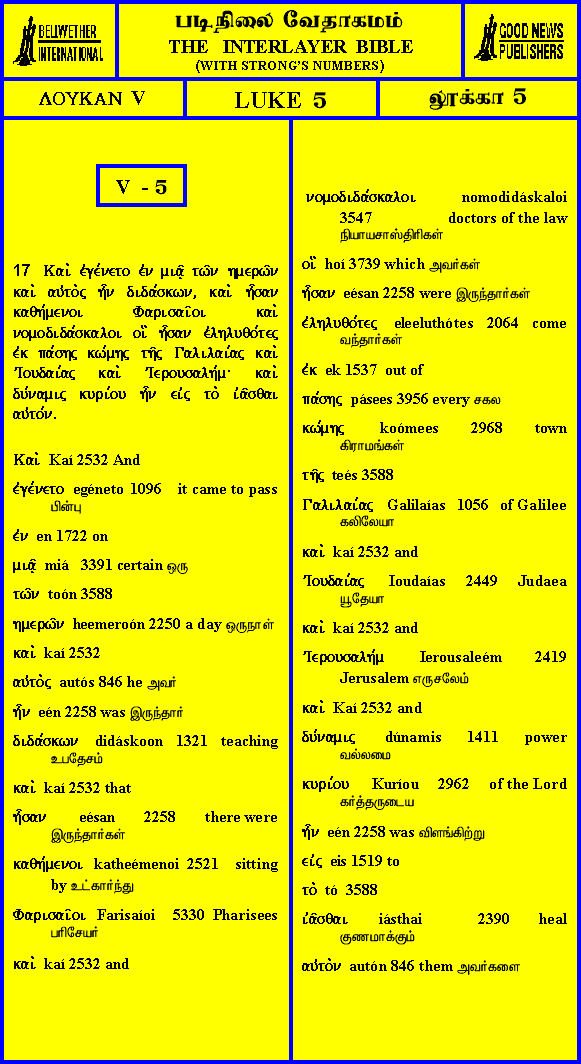 BELLWETHER
INTERNATIONAL
படிநிலை வேதாகமம்
THE INTERLAYER BIBLE
(WITH STRONG'S NUMBERS)
GOOD NEWS
PUBLISHERS
ΛΟΥΚΑΝ V
LUKE 5
லூக்கா 5
V - 5
17 Καὶ ἐγένετο ἐν μιᾷ τῶν ημερῶν
καὶ αὐτὸς ἦν διδάσκων, καὶ ἦσαν
καθήμενοι Φαρισαῖοι καὶ
νομοδιδάσκαλοι οἳ ἦσαν ἐληλυθότες
ἐκ πάσης κώμης τῆς Γαλιλαίας καὶ
Ἰουδαίας καὶ Ἰερουσαλήμ· καὶ
δύναμις κυρίου ἦν εἰς τὸ ἰᾶσθαι
αὐτόν.
Καὶ Kaí 2532 And
ἐγένετο egéneto 1096 it came to pass
பின்பு
ἐν en 1722 on
μιᾷ miá 3391 certain ஒரு
τῶν toón 3588
ημερῶν heemeroón 2250 a day ஒருநாள்
καὶ kaí 2532
αὐτὸς autós 846 he அவர்
ἦν eén 2258 was இருந்தார்
διδάσκων didáskoon 1321 teaching
உபதேசம்
καὶ kaí 2532 that
ἦσαν eésan 2258 there were
இருந்தார்கள்
καθήμενοι katheémenoi 2521 sitting
by உட்கார்ந்து
Φαρισαῖοι Farisaíoi 5330 Pharisees
பரிசேயர்
καὶ kaí 2532 and
νομοδιδάσκαλοι nomodidáskaloi
3547 doctors of the law
நியாயசாஸ்திரிகள்
οἳ hoí 3739 which அவர்கள்
ἦσαν eésan 2258 were இருந்தார்கள்
ἐληλυθότες eleeluthótes 2064 come
வந்தார்கள்
ἐκ ek 1537 out of
πάσης pásees 3956 every சகல
κώμης koómees 2968 town
கிராமங்கள்
τῆς teés 3588
Γαλιλαίας Galilaías 1056 of Galilee
கலிலேயா
καὶ kaí 2532 and
Ἰουδαίας Ioudaías 2449 Judaea
யூதேயா
καὶ kaí 2532 and
Ἰερουσαλήμ Ierousaleém 2419
Jerusalem எருசலேம்
καὶ Kaí 2532 and
δύναμις dúnamis 1411 power
வல்லமை
κυρίου Kuríou 2962 of the Lord
கர்த்தருடைய
ἦν eén 2258 was விளங்கிற்று
εἰς eis 1519 to
τὸ tó 3588
ἰᾶσθαι iásthai 2390 heal
குணமாக்கும்
αὐτὸν autón 846 them அவர்களை